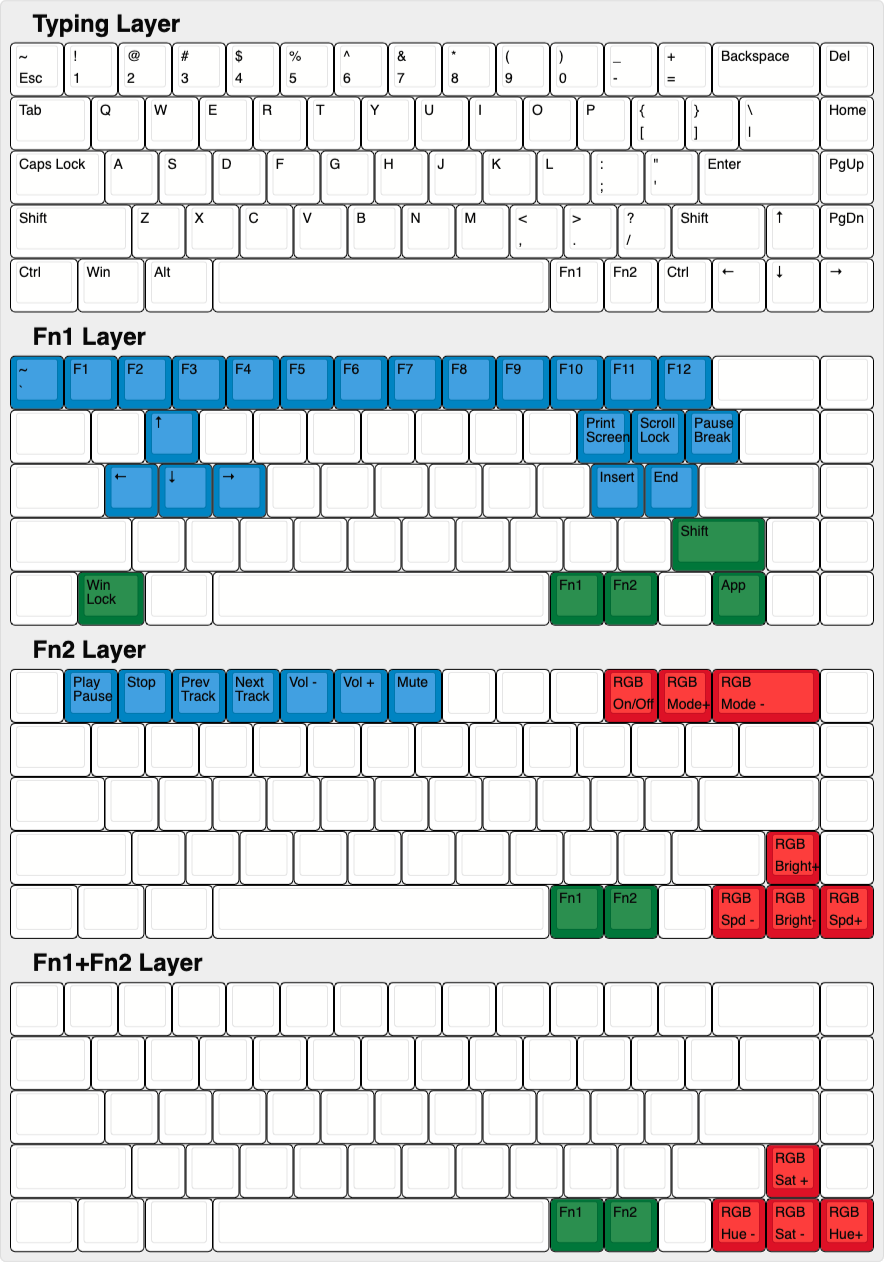 Typing Layer
~ ! @ # $ % ^ & * ( ) _ + Backspace Del
Esc 1 2 3 4 5 6 7 8 9 0 - =
Tab Q W E R T Y U I O P { } \ Home
[ ] |
Caps Lock A S D F G H J K L : " Enter PgUp
; '
Shift Z X C V B N M < > ? Shift ↑ PgDn
, . /
Ctrl Win Alt Fn1 Fn2 Ctrl ← ↓ →
Fn1 Layer
~ F1 F2 F3 F4 F5 F6 F7 F8 F9 F10 F11 F12
`
↑ Print Scroll Pause
Screen Lock Break
← ↓ → Insert End
Shift
Win Fn1 Fn2 App
Lock
Fn2 Layer
Play Stop Prev Next Vol - Vol + Mute RGB RGB RGB
Pause Track Track On/Off Mode+ Mode -
RGB
Bright+
Fn1 Fn2 RGB RGB RGB
Spd - Bright- Spd+
Fn1+Fn2 Layer
RGB
Sat +
Fn1 Fn2 RGB RGB RGB
Hue - Sat - Hue+